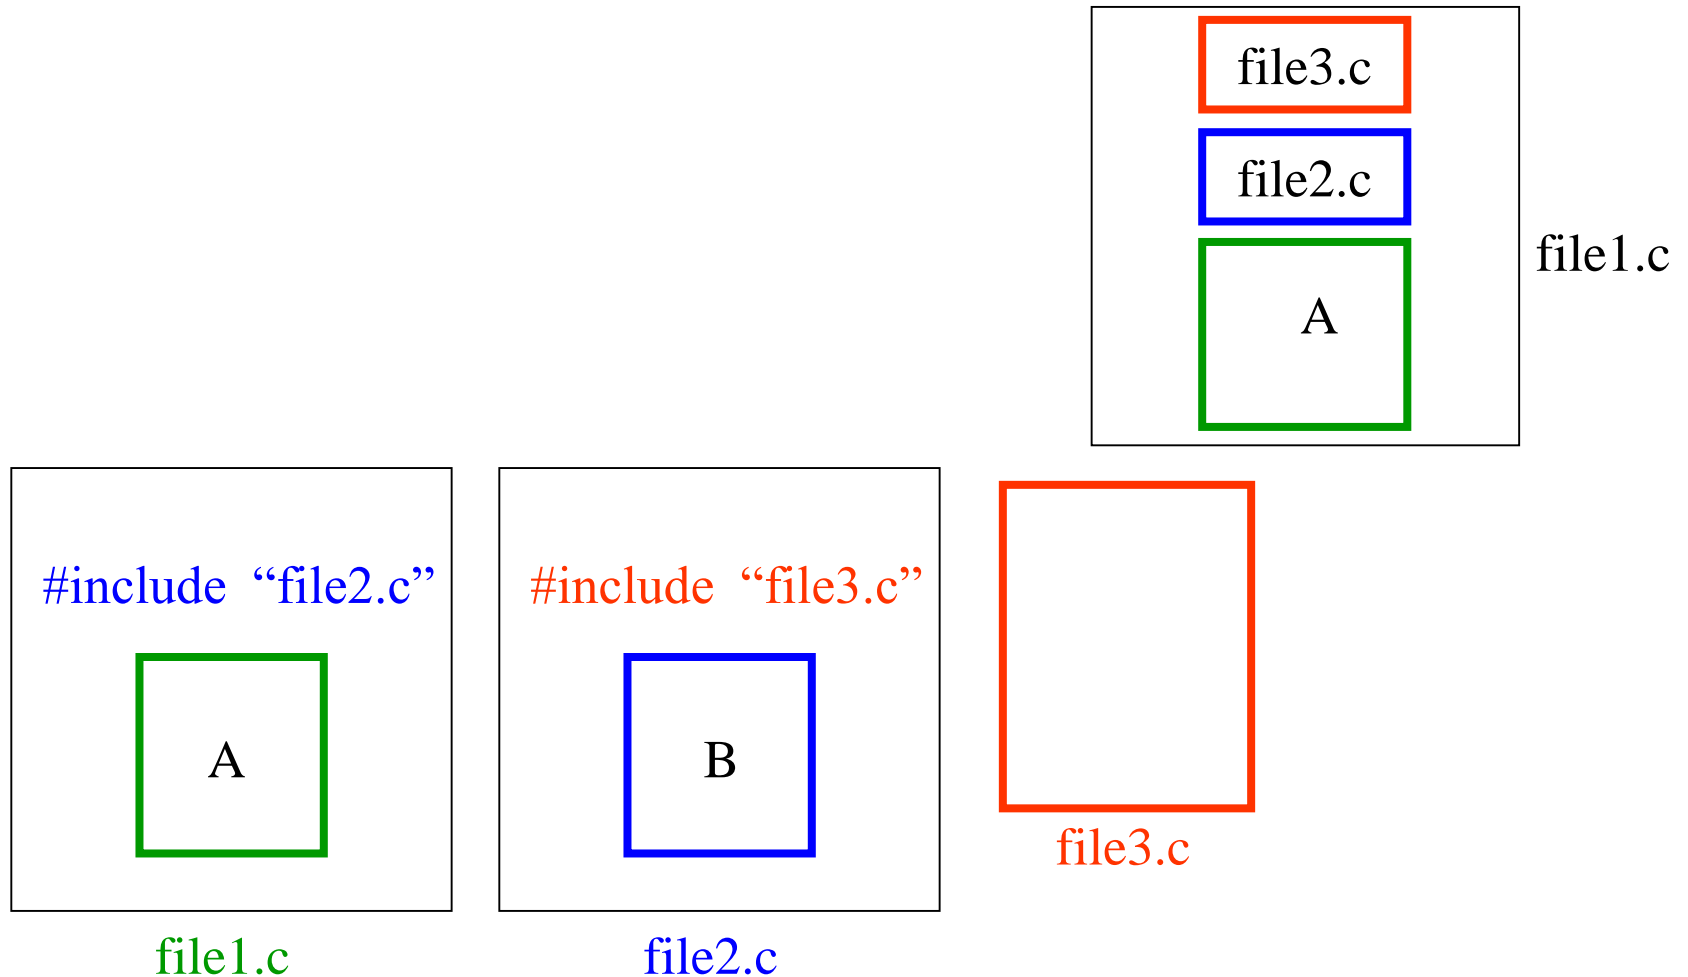 file3.c
file2.c
file1.c
A
#include “file2.c”
A
file1.c
#include “file3.c”
B
file2.c
file3.c